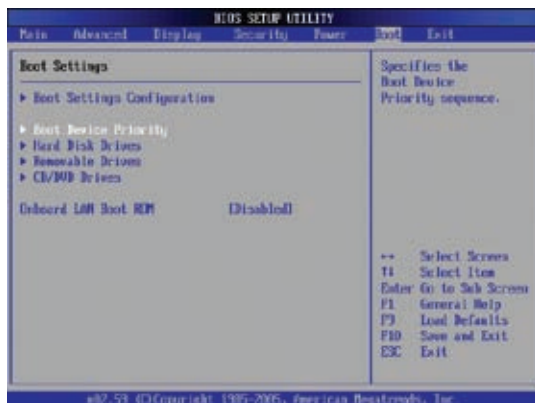 BIOS SETUP UTILITY
Main Advanced Display Security Power Boot Exit
Boot Settings
Boot Settings Configuration
Boot Device Priority
Hard Disk Drives
Removable Drives
CD/DVD Drives
Onboard LAN Boot ROM [Disabled]
Specifies the
Boot Device
Priority sequence.
↔ Select Screen
↑↓ Select Item
Enter Go to Sub Screen
F1 General Help
F9 Load Defaults
F10 Save and Exit
ESC Exit
v02.59 (C)Copyright 1985-2005, American Megatrends, Inc.